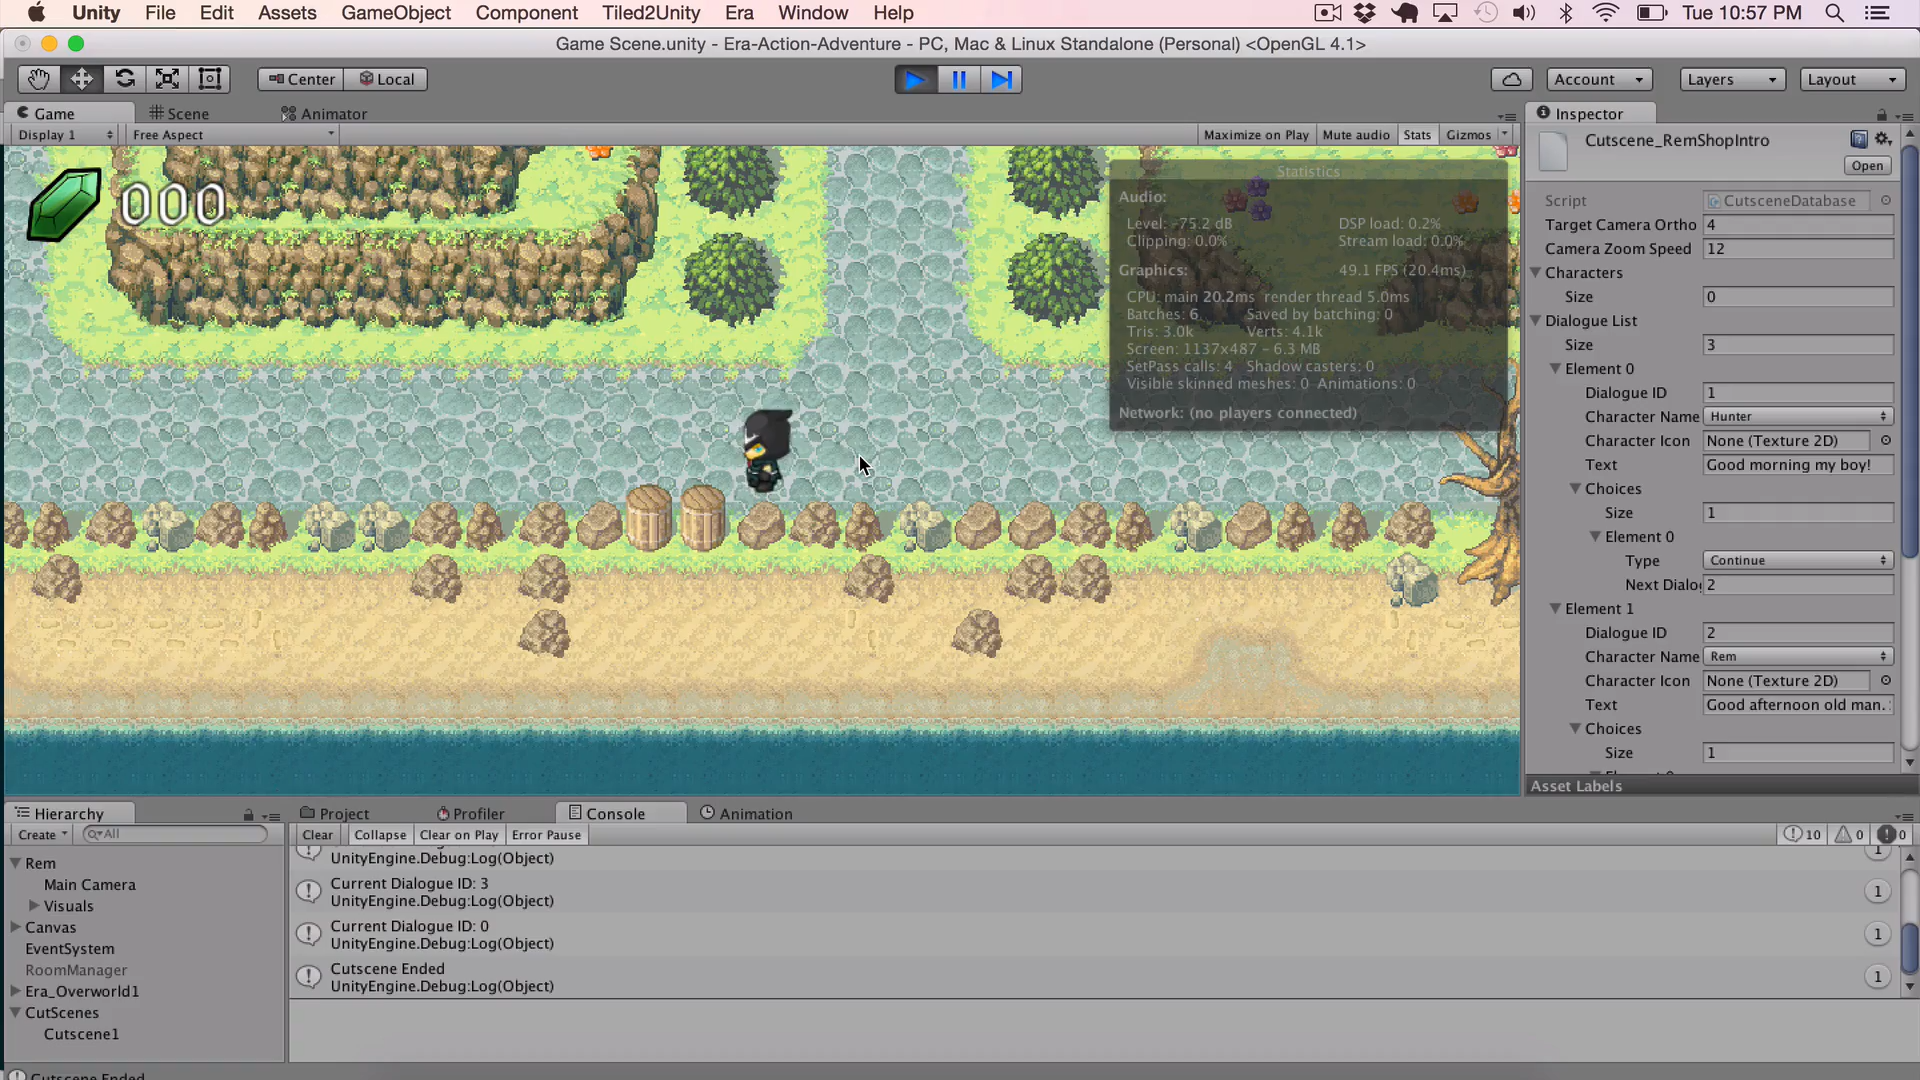 Unity File Edit Assets GameObject Component Tiled2Unity Era Window Help Tue 10:57 PM
Game Scene.unity - Era-Action-Adventure - PC, Mac & Linux Standalone (Personal) <OpenGL 4.1>
Center Local Account Layers Layout
Game Scene Animator Inspector
Display 1 Free Aspect Maximize on Play Mute audio Stats Gizmos
Cutscene_RemShopIntro
Open
000
Statistics
Audio:
Level: -75.2 dB DSP load: 0.2%
Clipping: 0.0% Stream load: 0.0%
Graphics: 49.1 FPS (20.4ms)
CPU: main 20.2ms render thread 5.0ms
Batches: 6 Saved by batching: 0
Tris: 3.0k Verts: 4.1k
Screen: 1137x487 - 6.3 MB
SetPass calls: 4 Shadow casters: 0
Visible skinned meshes: 0 Animations: 0
Network: (no players connected)
Script CutsceneDatabase
Target Camera Ortho 4
Camera Zoom Speed 12
Characters
Size 0
Dialogue List
Size 3
Element 0
Dialogue ID 1
Character Name Hunter
Character Icon None (Texture 2D)
Text Good morning my boy!
Choices
Size 1
Element 0
Type Continue
Next Dialo 2
Element 1
Dialogue ID 2
Character Name Rem
Character Icon None (Texture 2D)
Text Good afternoon old man.
Choices
Size 1
Asset Labels
Hierarchy Project Profiler Console Animation
Create All Clear Collapse Clear on Play Error Pause 10 0 0
Rem
Main Camera
Visuals
Canvas
EventSystem
RoomManager
Era_Overworld1
CutScenes
Cutscene1
UnityEngine.Debug:Log(Object) 1
Current Dialogue ID: 3
UnityEngine.Debug:Log(Object) 1
Current Dialogue ID: 0
UnityEngine.Debug:Log(Object) 1
Cutscene Ended
UnityEngine.Debug:Log(Object) 1
Cutscene Ended